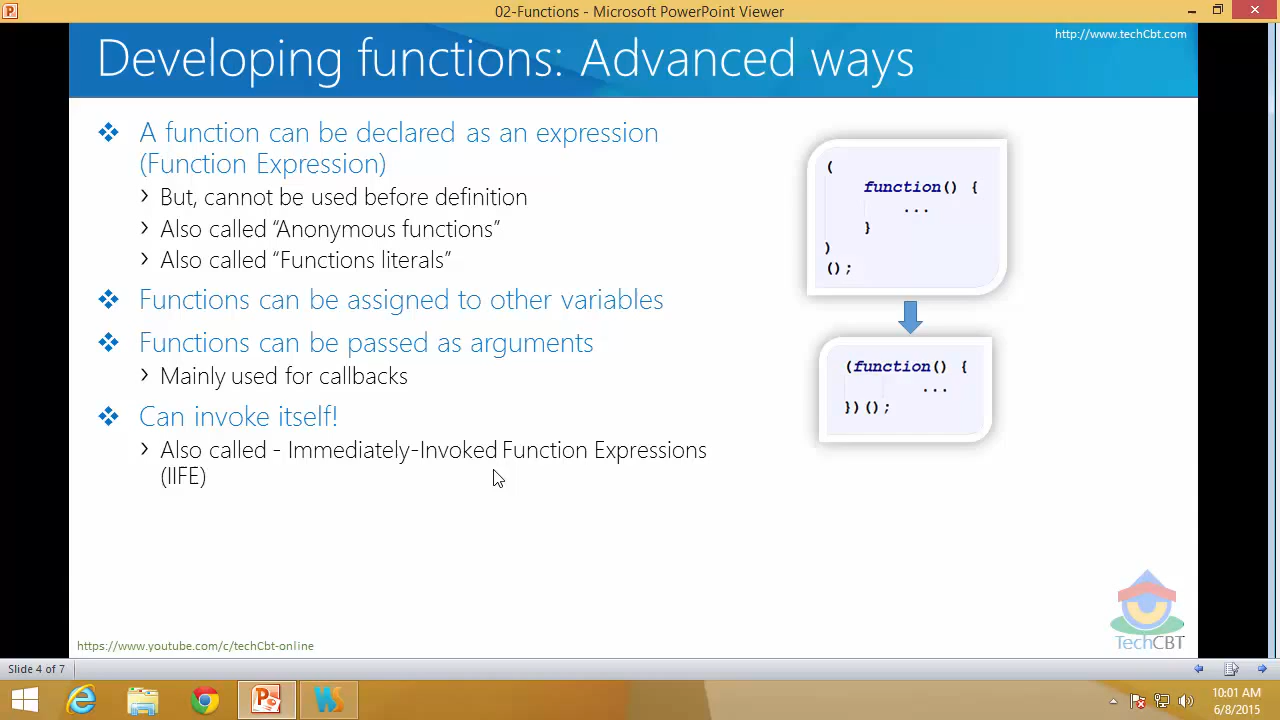 02-Functions - Microsoft PowerPoint Viewer
http://www.techCbt.com
Developing functions: Advanced ways
A function can be declared as an expression
(Function Expression)
But, cannot be used before definition
Also called “Anonymous functions”
Also called “Functions literals”
Functions can be assigned to other variables
Functions can be passed as arguments
Mainly used for callbacks
Can invoke itself!
Also called - Immediately-Invoked Function Expressions
(IIFE)
(
function() {
...
}
)
();
(function() {
...
})();
TechCBT
https://www.youtube.com/c/techCbt-online
Slide 4 of 7
10:01 AM
6/8/2015